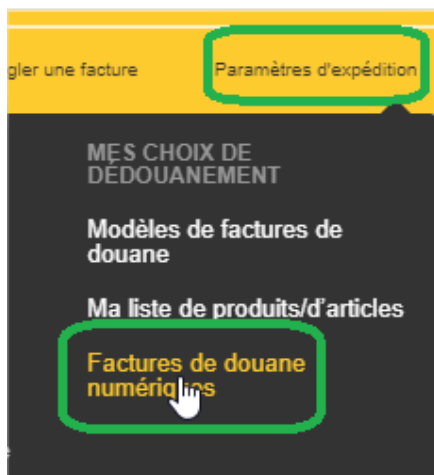 gler une facture Paramètres d'expédition
MES CHOIX DE
DÉDOUANEMENT
Modèles de factures de
douane
Ma liste de produits/d'articles
Factures de douane
numériques
e